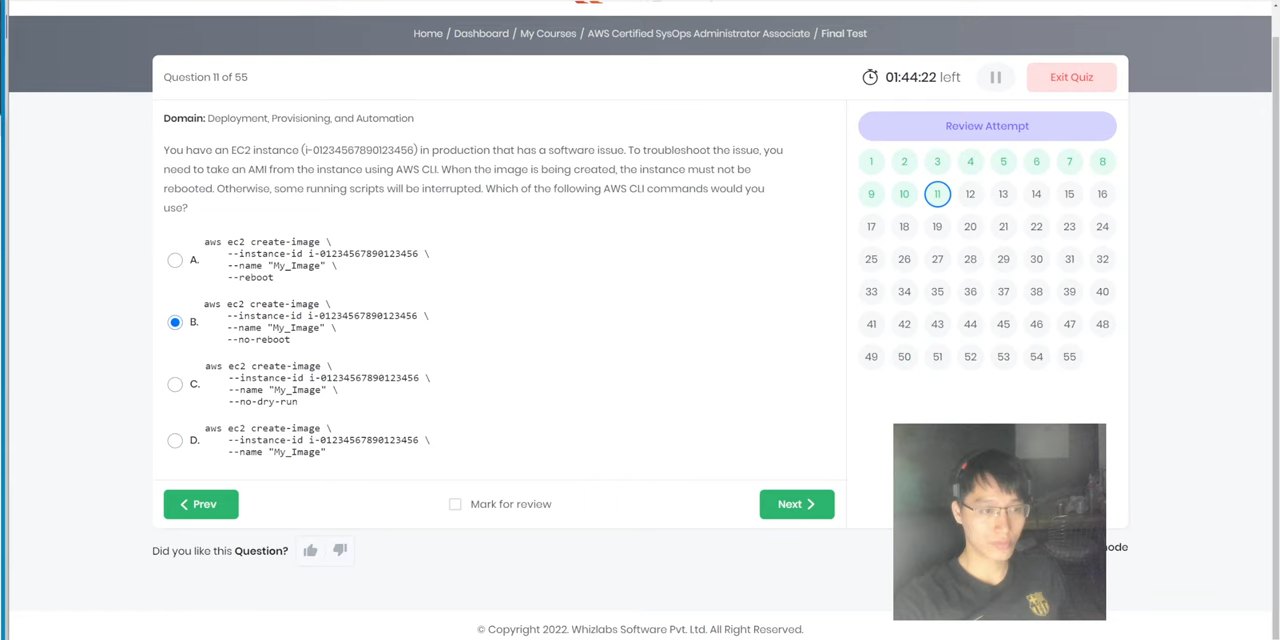 Home / Dashboard / My Courses / AWS Certified SysOps Administrator Associate / Final Test
Question 11 of 55
01:44:22 left
Exit Quiz
Domain: Deployment, Provisioning, and Automation
You have an EC2 instance (i-01234567890123456) in production that has a software issue. To troubleshoot the issue, you
need to take an AMI from the instance using AWS CLI. When the image is being created, the instance must not be
rebooted. Otherwise, some running scripts will be interrupted. Which of the following AWS CLI commands would you
use?
A.
aws ec2 create-image \
--instance-id i-01234567890123456 \
--name "My_Image" \
--reboot
B.
aws ec2 create-image \
--instance-id i-01234567890123456 \
--name "My_Image" \
--no-reboot
C.
aws ec2 create-image \
--instance-id i-01234567890123456 \
--name "My_Image" \
--no-dry-run
D.
aws ec2 create-image \
--instance-id i-01234567890123456 \
--name "My_Image"
Prev
Mark for review
Next
Review Attempt
1 2 3 4 5 6 7 8
9 10 11 12 13 14 15 16
17 18 19 20 21 22 23 24
25 26 27 28 29 30 31 32
33 34 35 36 37 38 39 40
41 42 43 44 45 46 47 48
49 50 51 52 53 54 55
Did you like this Question?
© Copyright 2022. Whizlabs Software Pvt. Ltd. All Right Reserved.